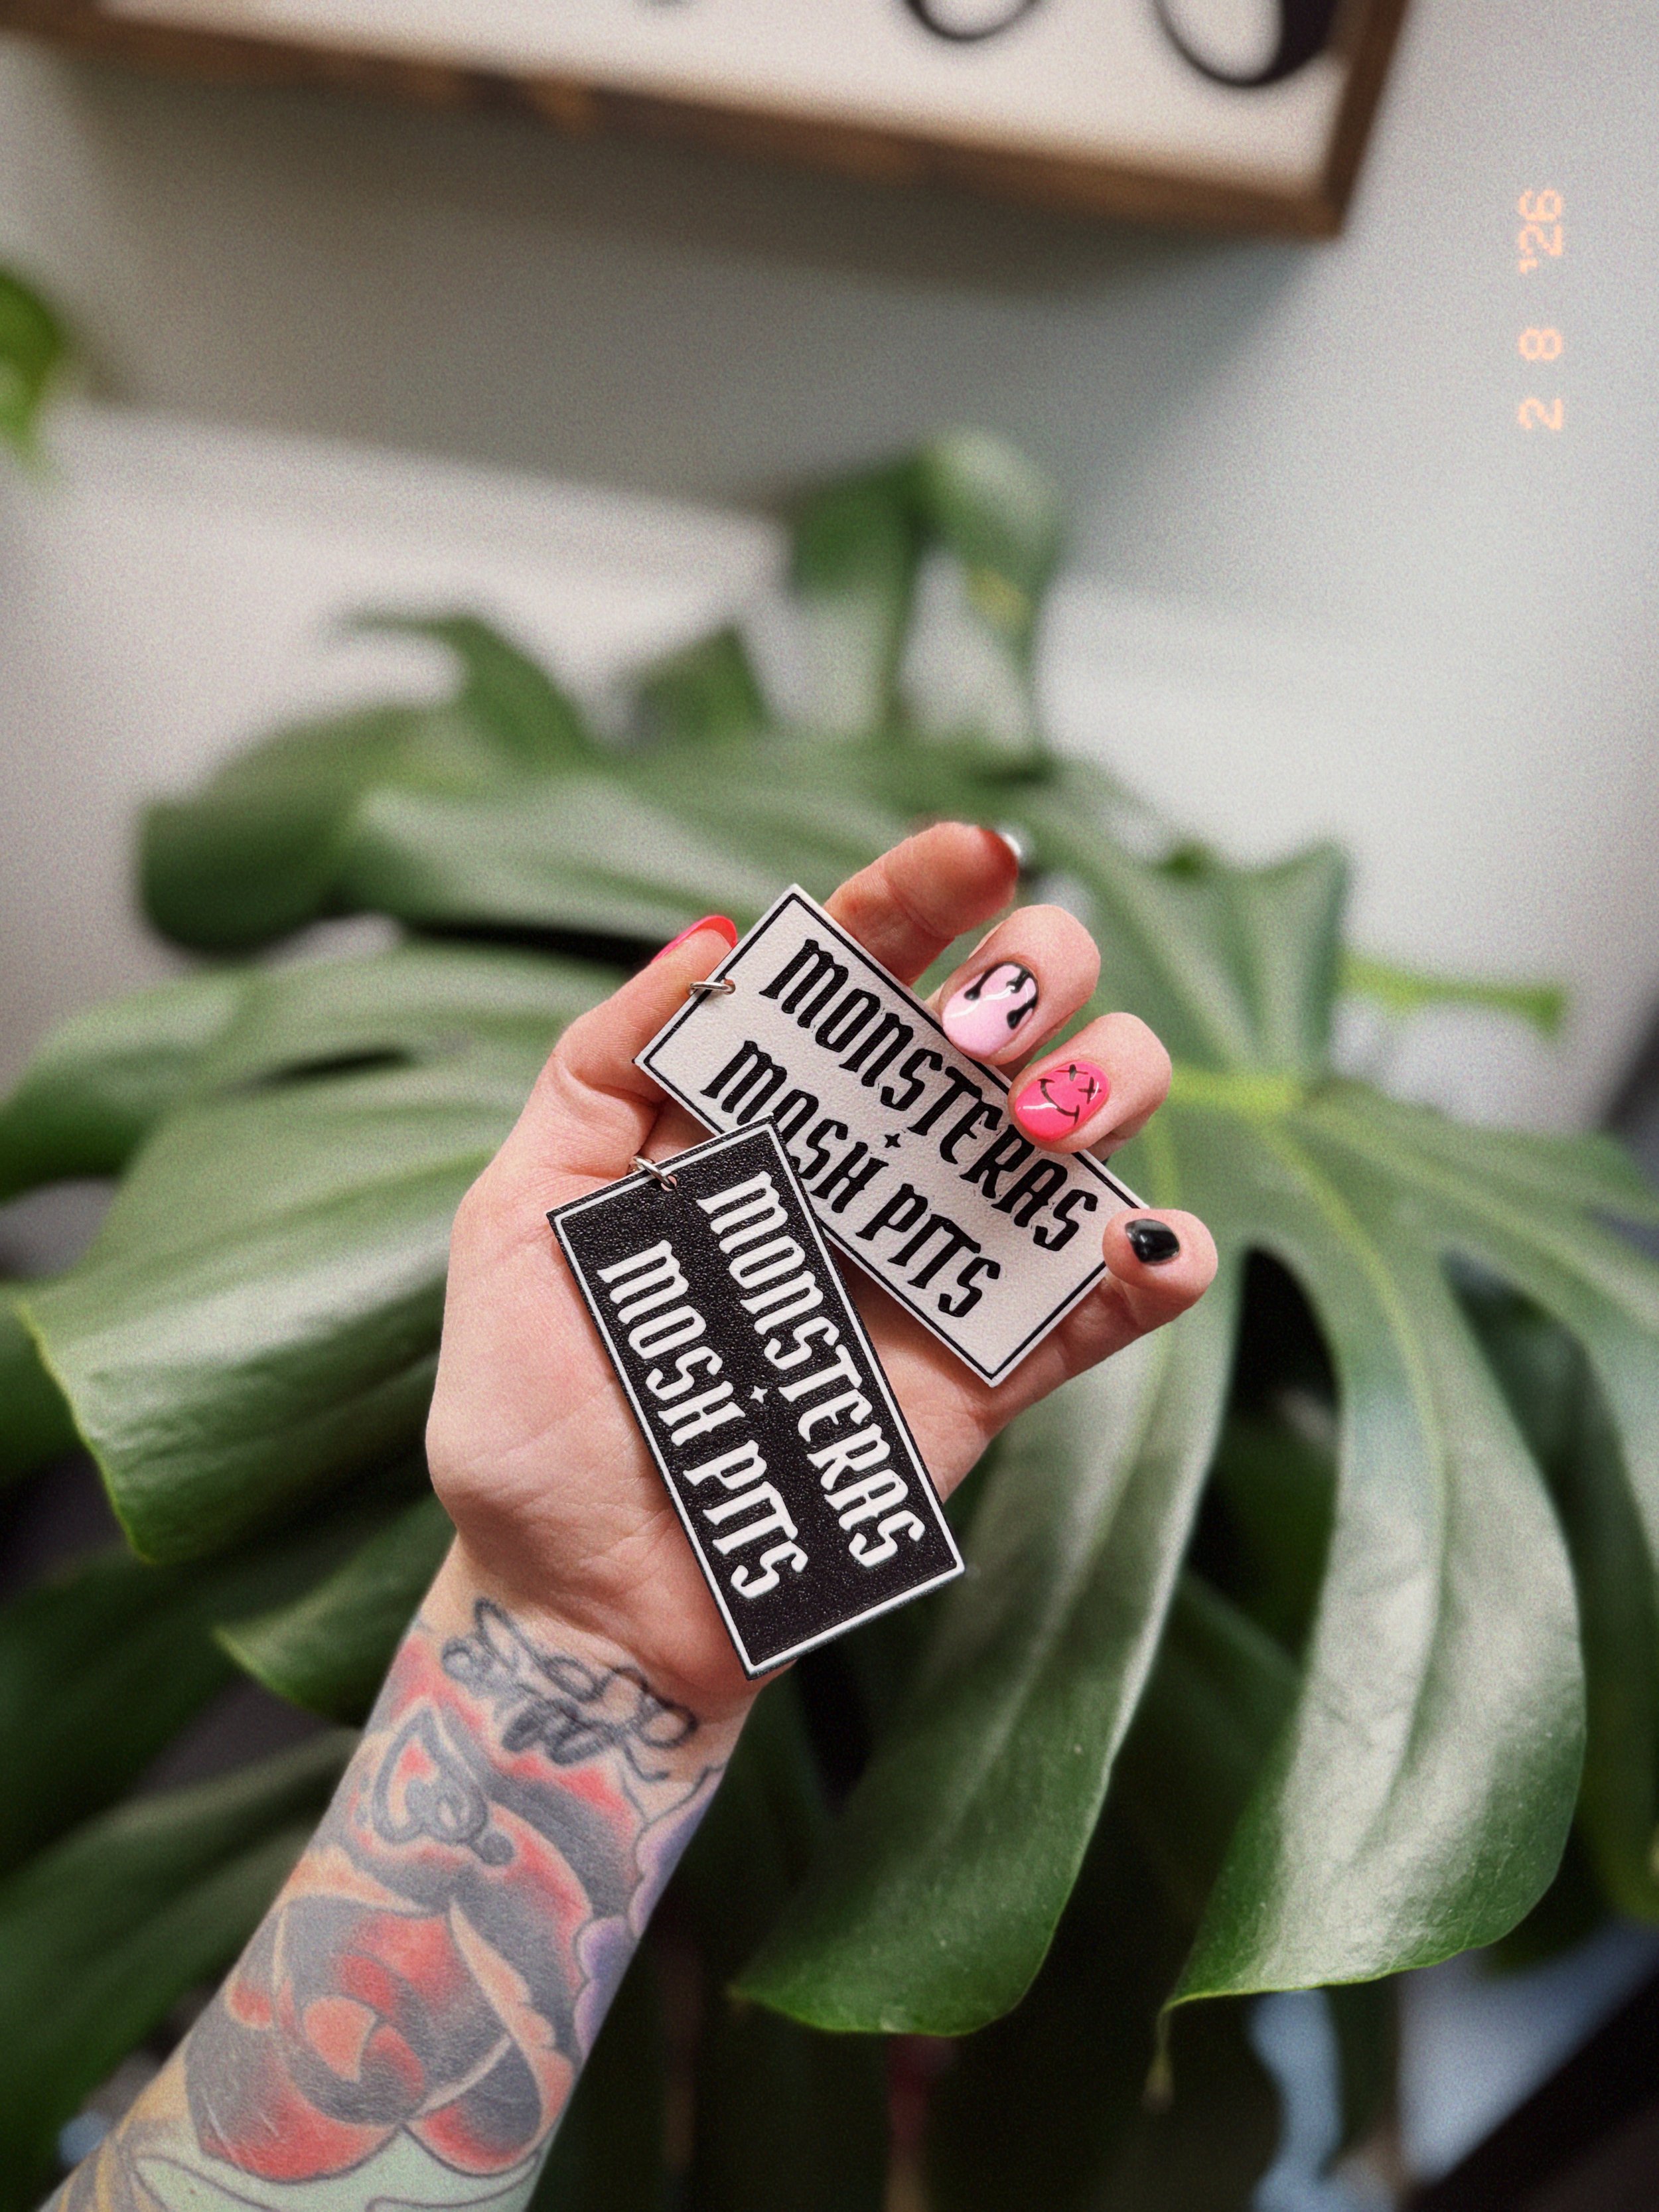 2 8 '26
MONSTERAS
MOSH PITS
MONSTERAS
MOSH PITS